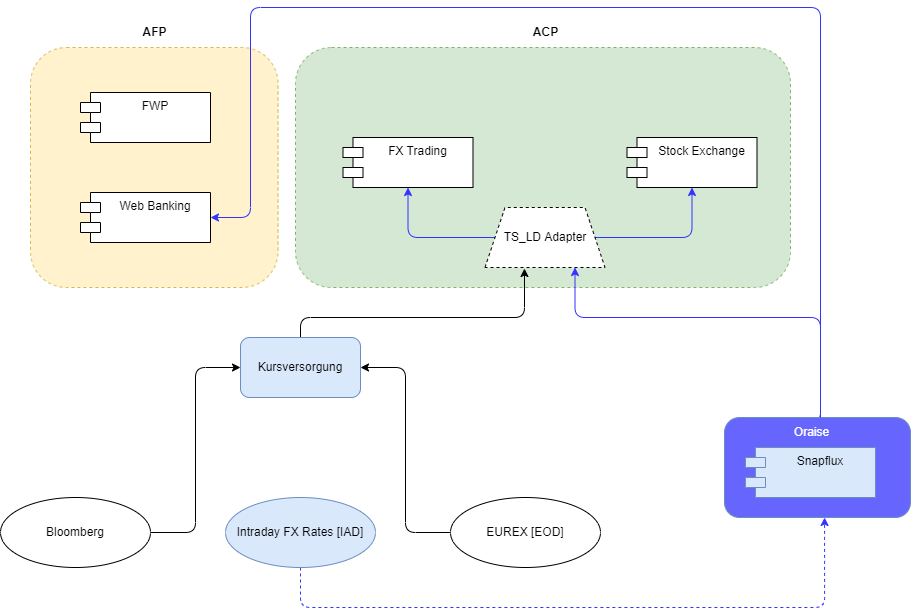 AFP
ACP
FWP
FX Trading
Stock Exchange
Web Banking
TS_LD Adapter
Kursversorgung
Oraise
Snapflux
Bloomberg
Intraday FX Rates [IAD]
EUREX [EOD]